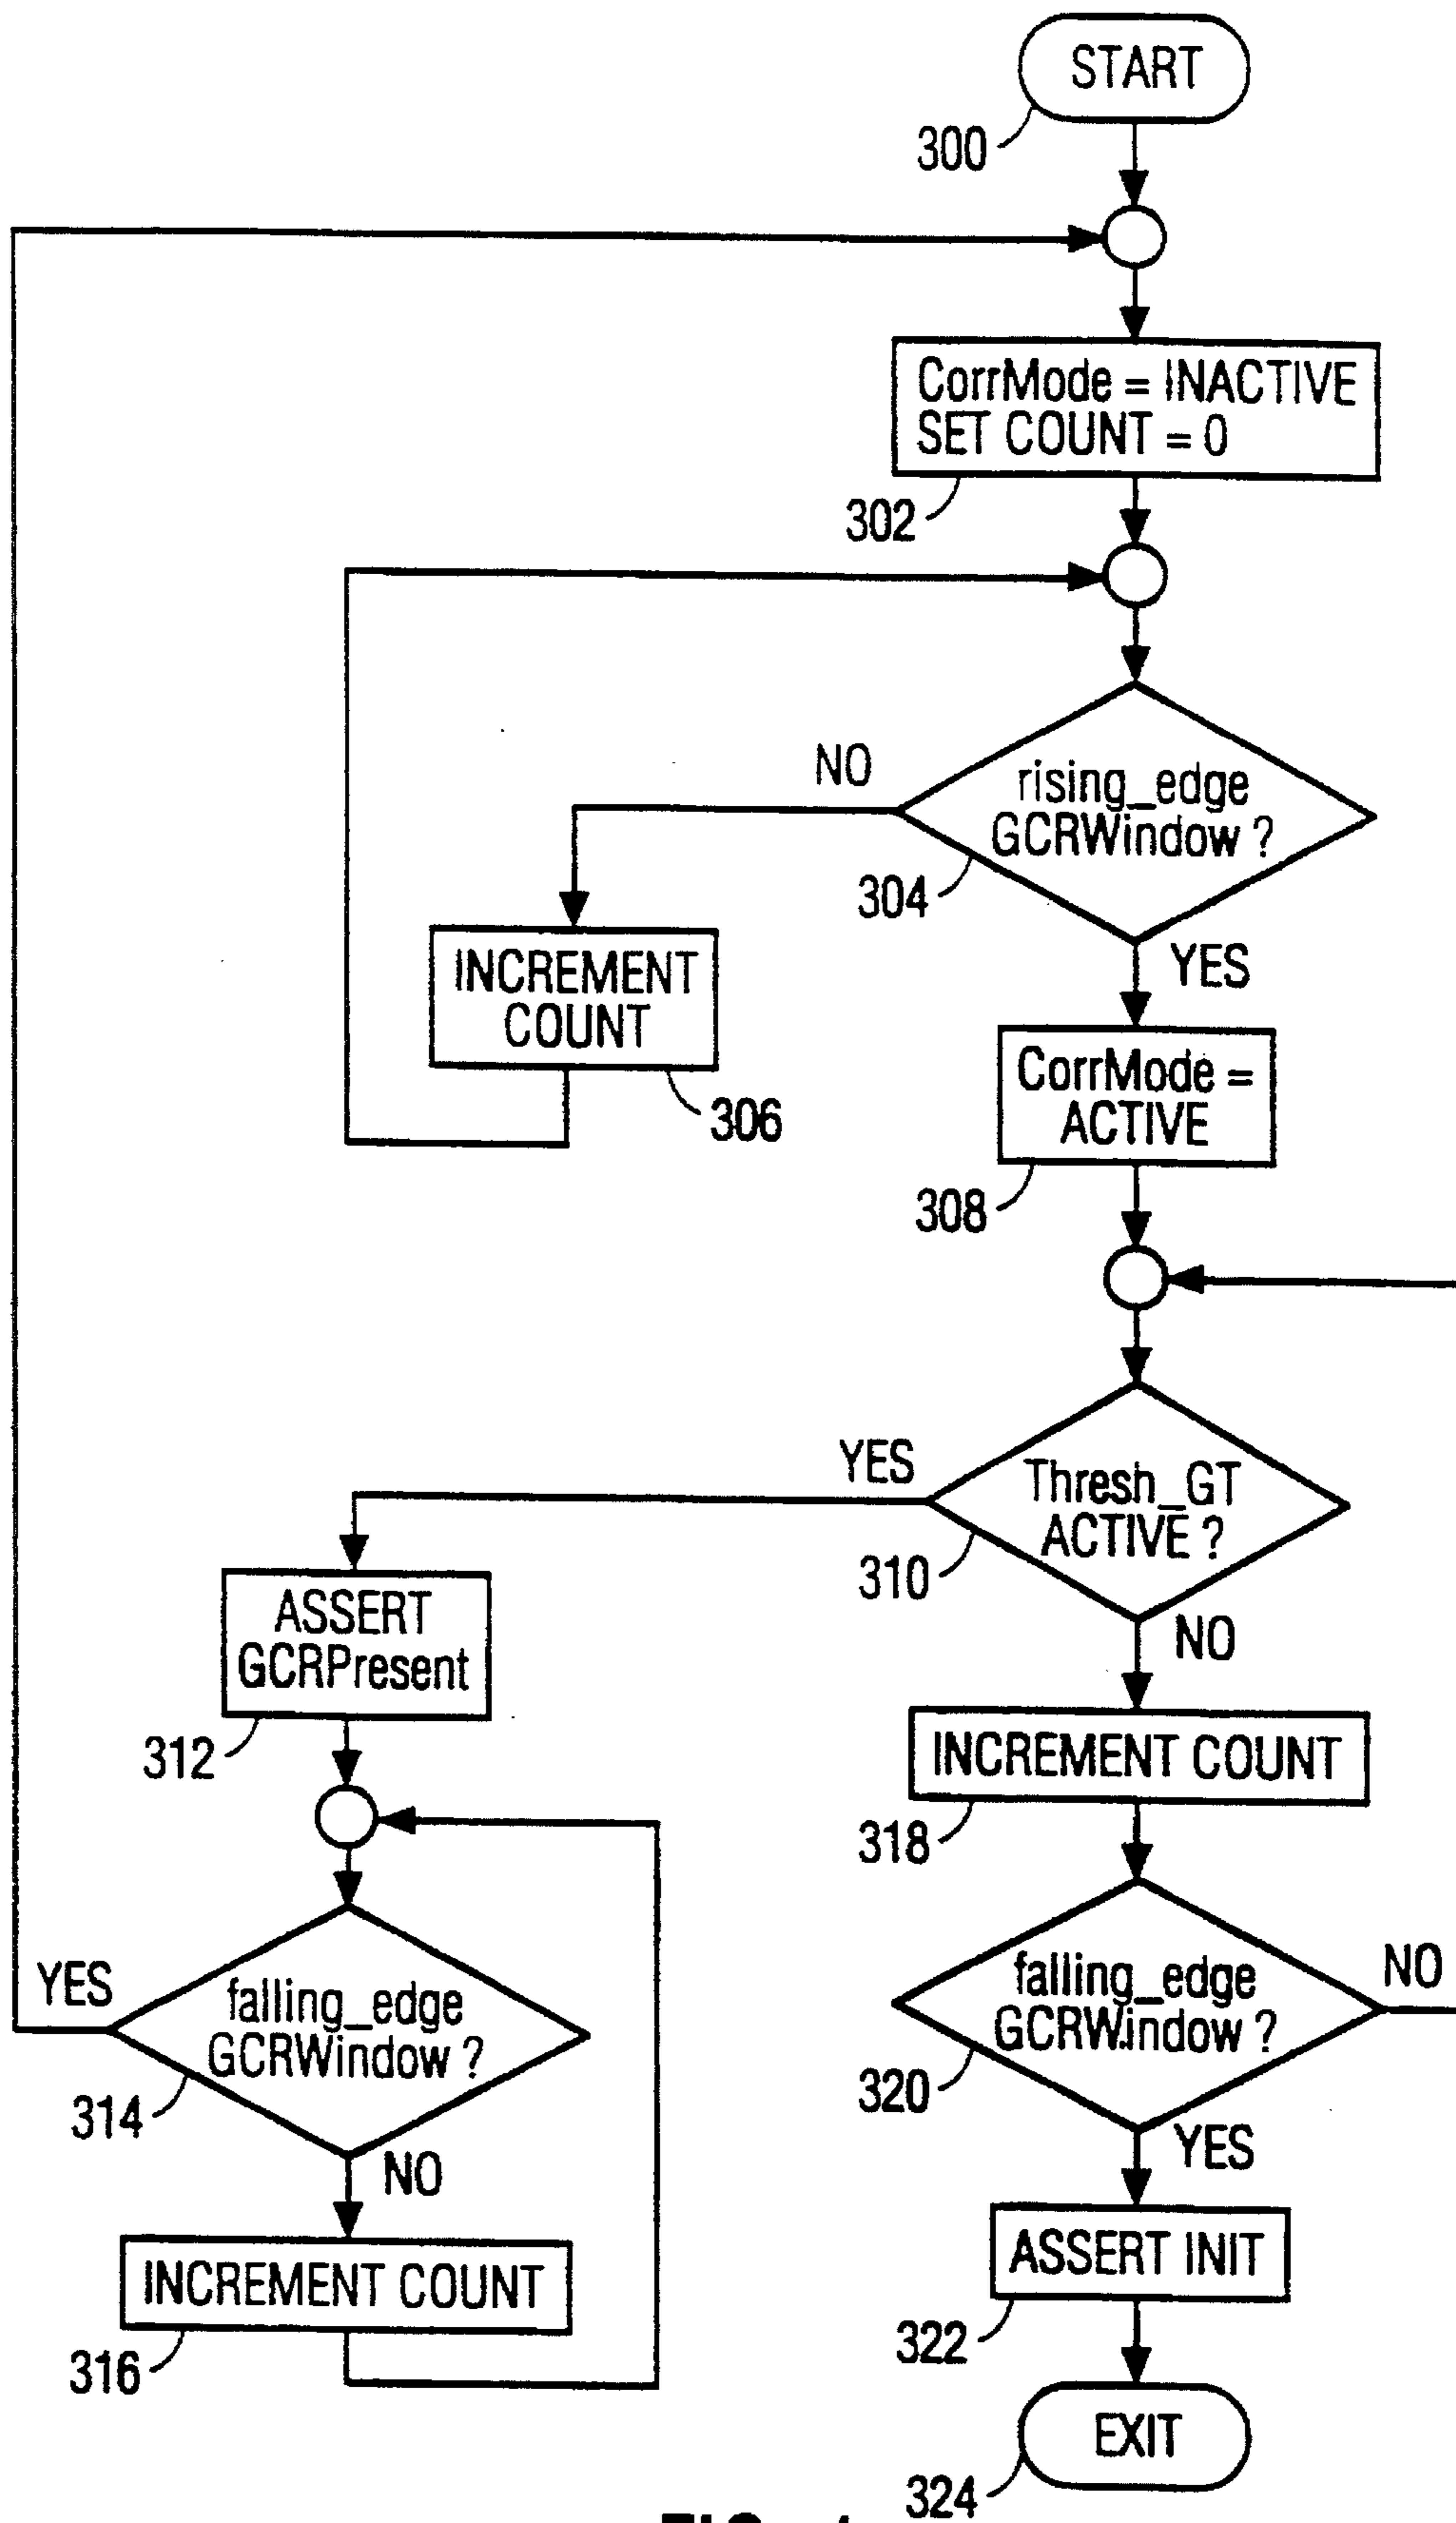 START
300
CorrMode = INACTIVE
SET COUNT = 0
302
NO
rising_edge
GCRWindow ?
304
YES
INCREMENT
COUNT
306
CorrMode =
ACTIVE
308
YES
Thresh_GT
ACTIVE ?
310
NO
ASSERT
GCRPresent
312
INCREMENT COUNT
318
YES
falling_edge
GCRWindow ?
314
NO
falling_edge
GCRWindow ?
320
NO
YES
INCREMENT COUNT
316
ASSERT INIT
322
EXIT
324